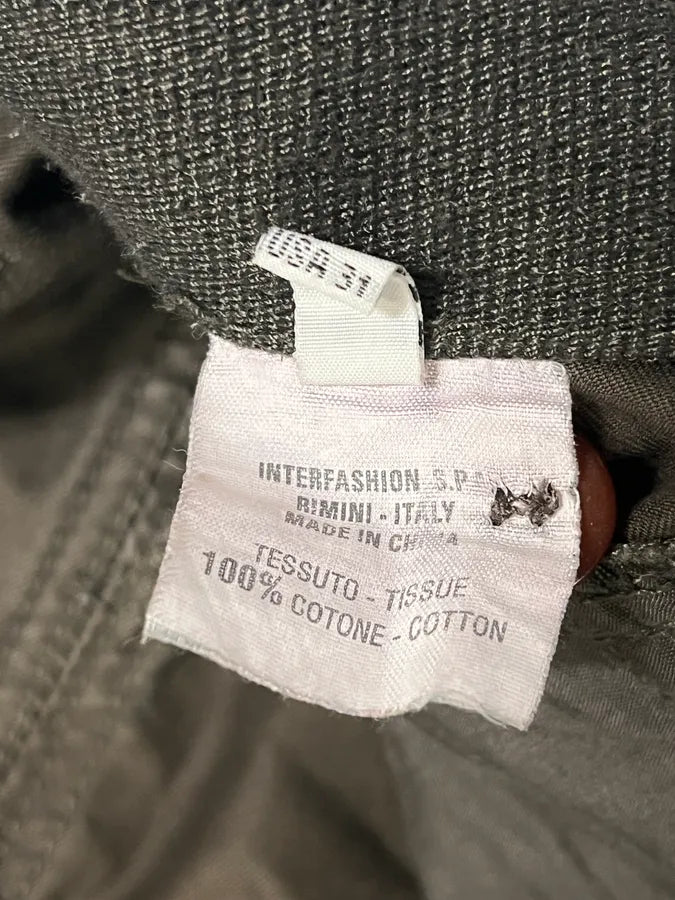 USA 31
INTERFASHION S.P.
RIMINI - ITALY
MADE IN CHINA
TESSUTO - TISSUE
100% COTONE - COTTON